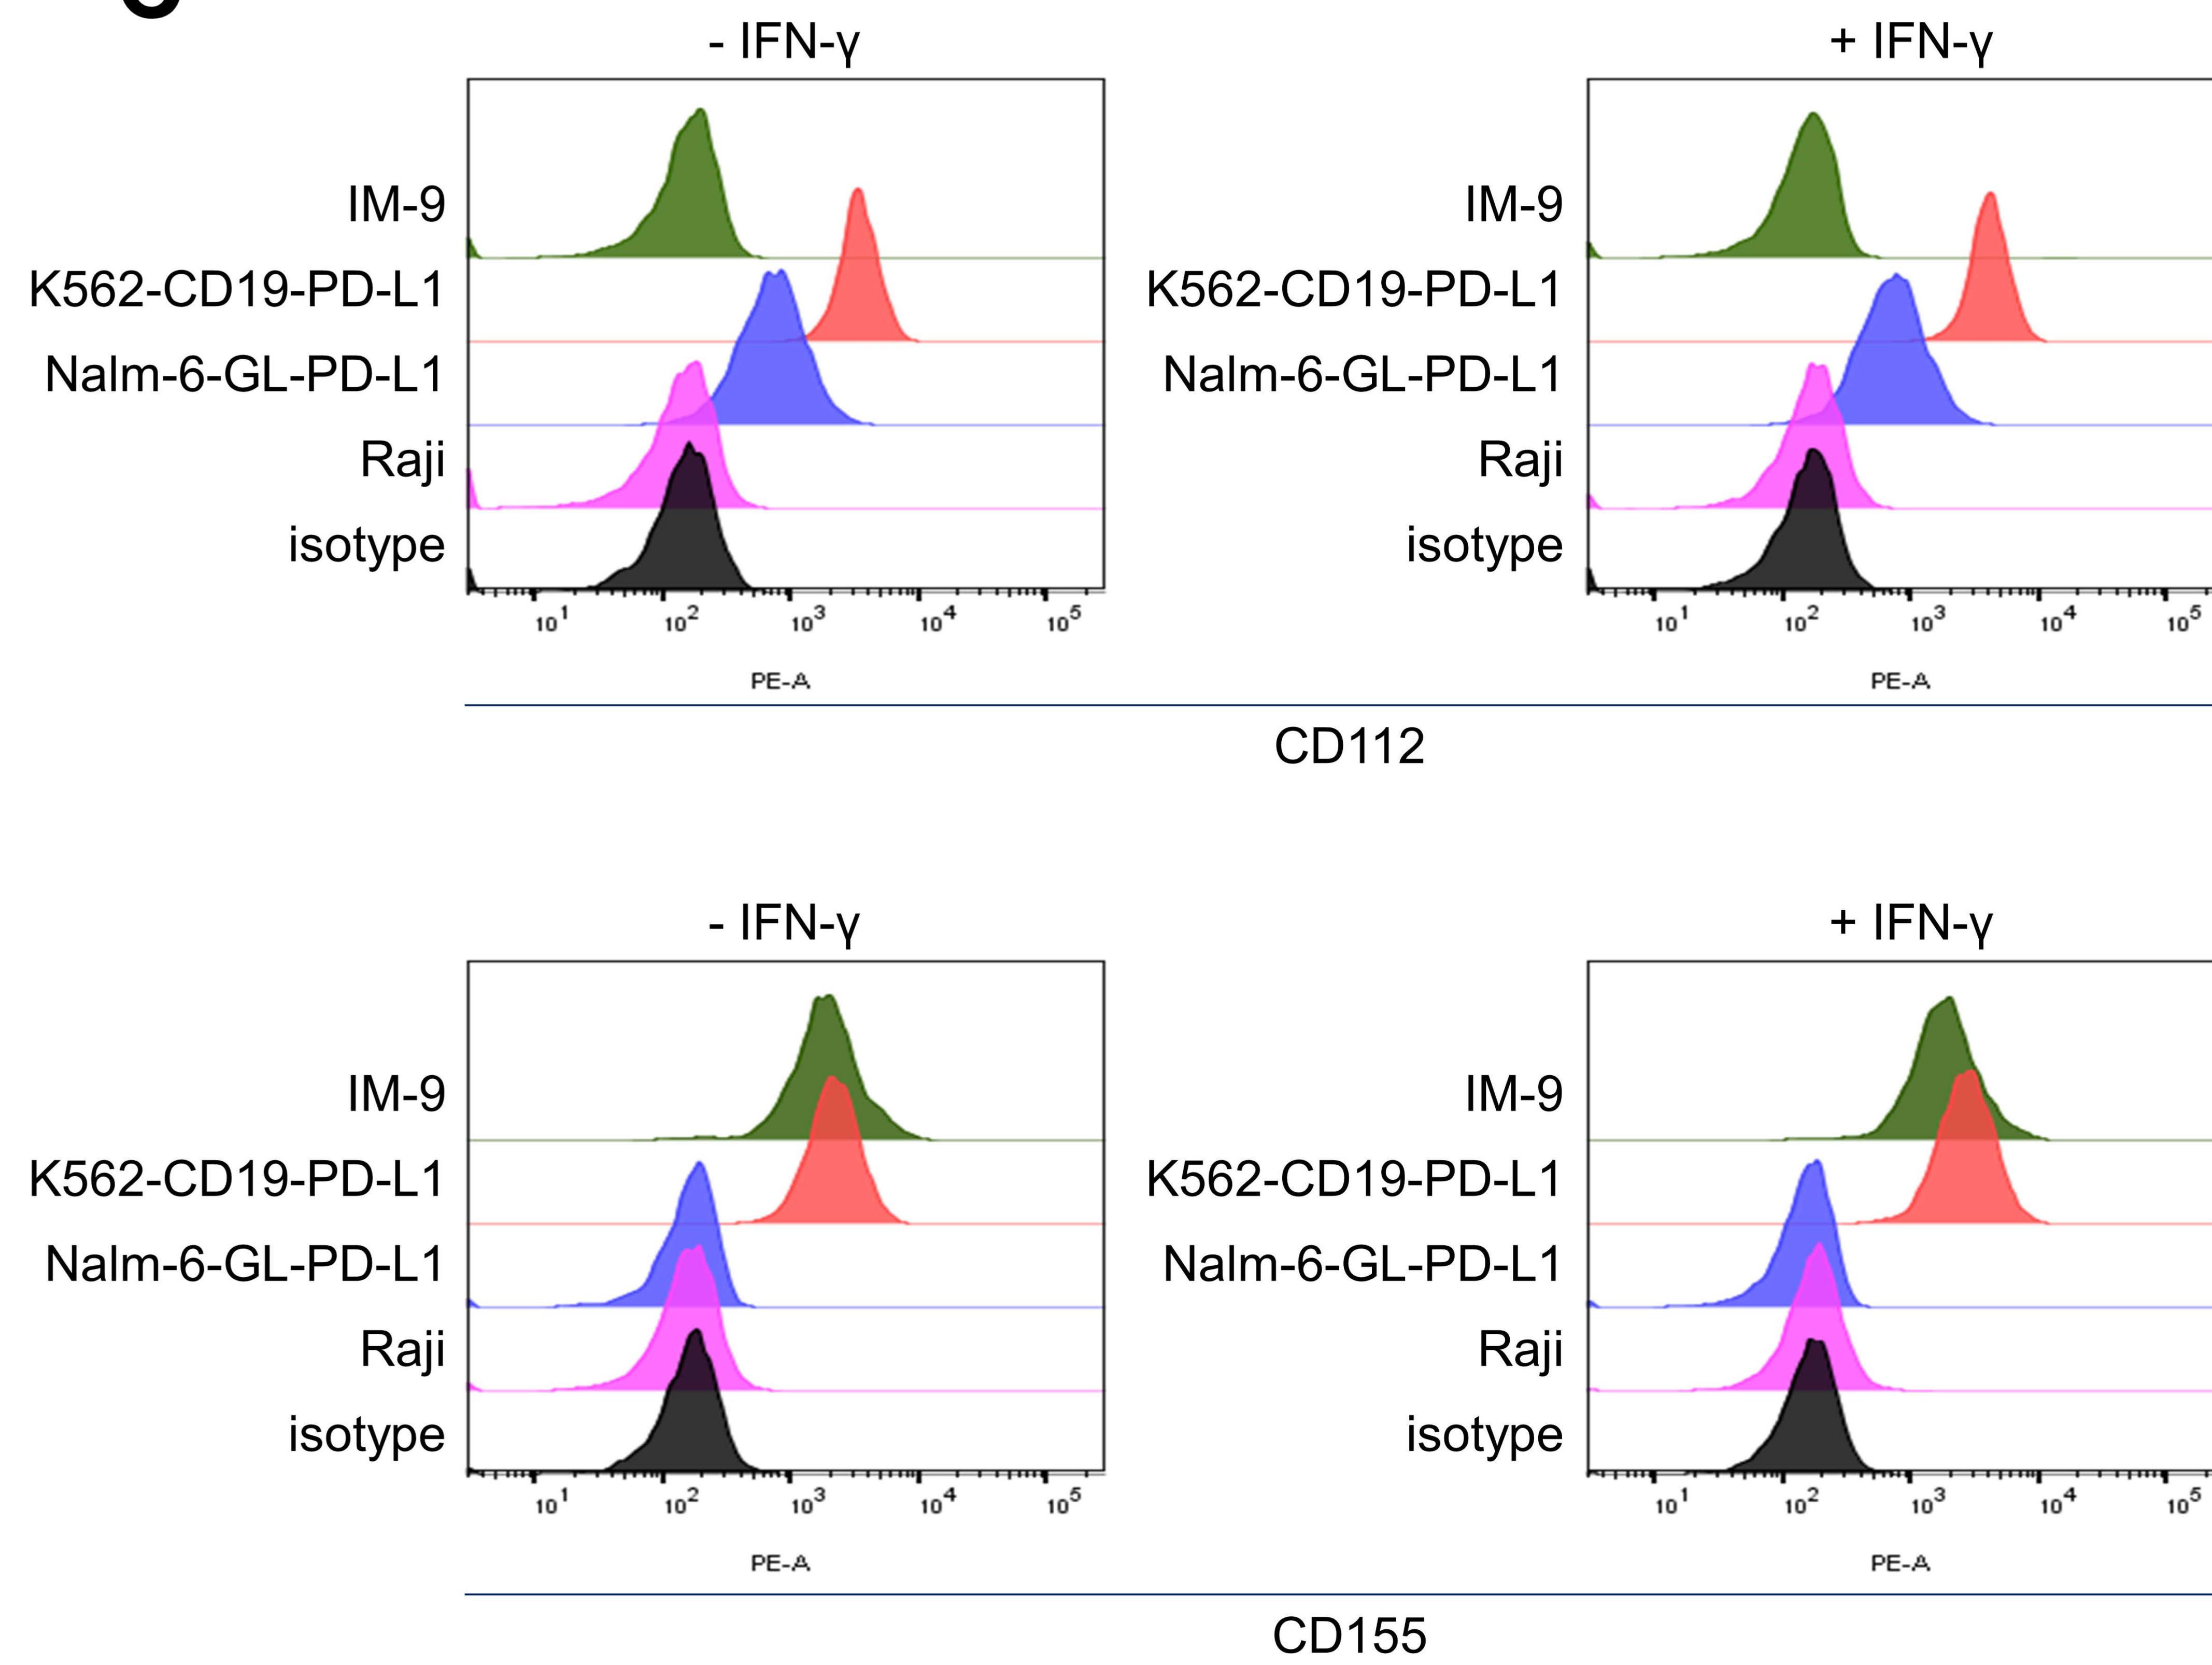 - IFN-γ
+ IFN-γ
IM-9
K562-CD19-PD-L1
Nalm-6-GL-PD-L1
Raji
isotype
10¹ 10² 10³ 10⁴ 10⁵
PE-A
IM-9
K562-CD19-PD-L1
Nalm-6-GL-PD-L1
Raji
isotype
10¹ 10² 10³ 10⁴ 10⁵
PE-A
CD112
- IFN-γ
+ IFN-γ
IM-9
K562-CD19-PD-L1
Nalm-6-GL-PD-L1
Raji
isotype
10¹ 10² 10³ 10⁴ 10⁵
PE-A
IM-9
K562-CD19-PD-L1
Nalm-6-GL-PD-L1
Raji
isotype
10¹ 10² 10³ 10⁴ 10⁵
PE-A
CD155